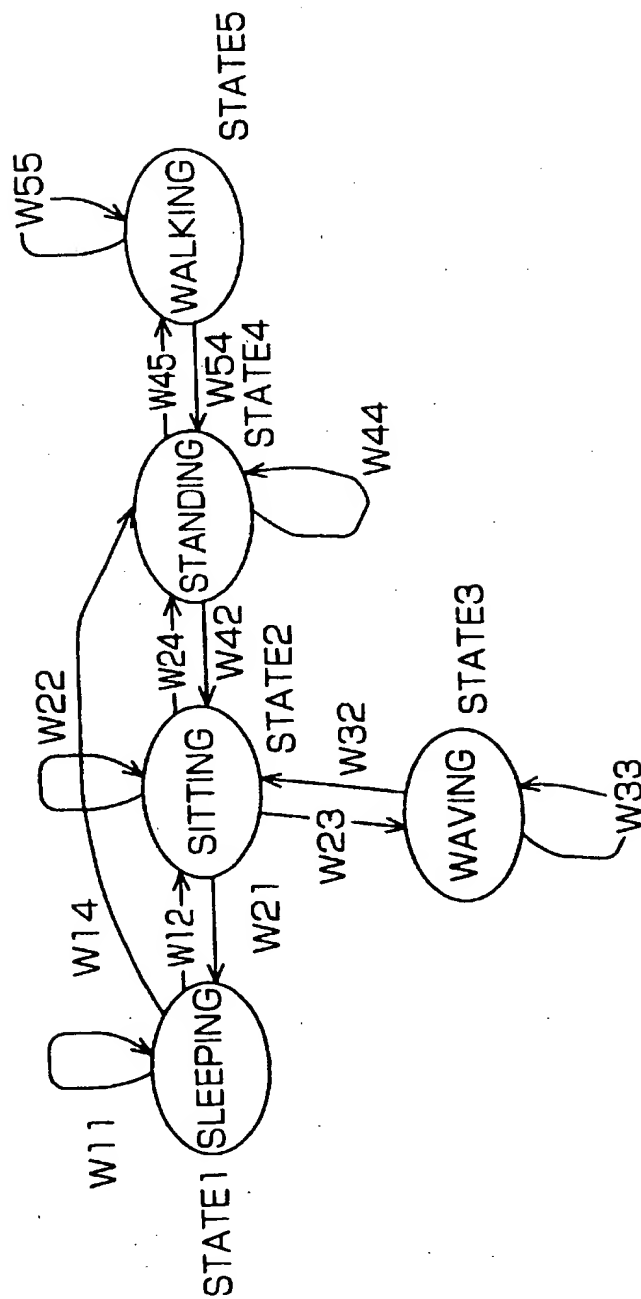 W55
WALKING
STATE5
W45
W54
STATE4
STANDING
W44
W24
W42
W22
SITTING
STATE2
W32
W23
WAVING
STATE3
W33
W14
W12
W21
W11
SLEEPING
STATE1